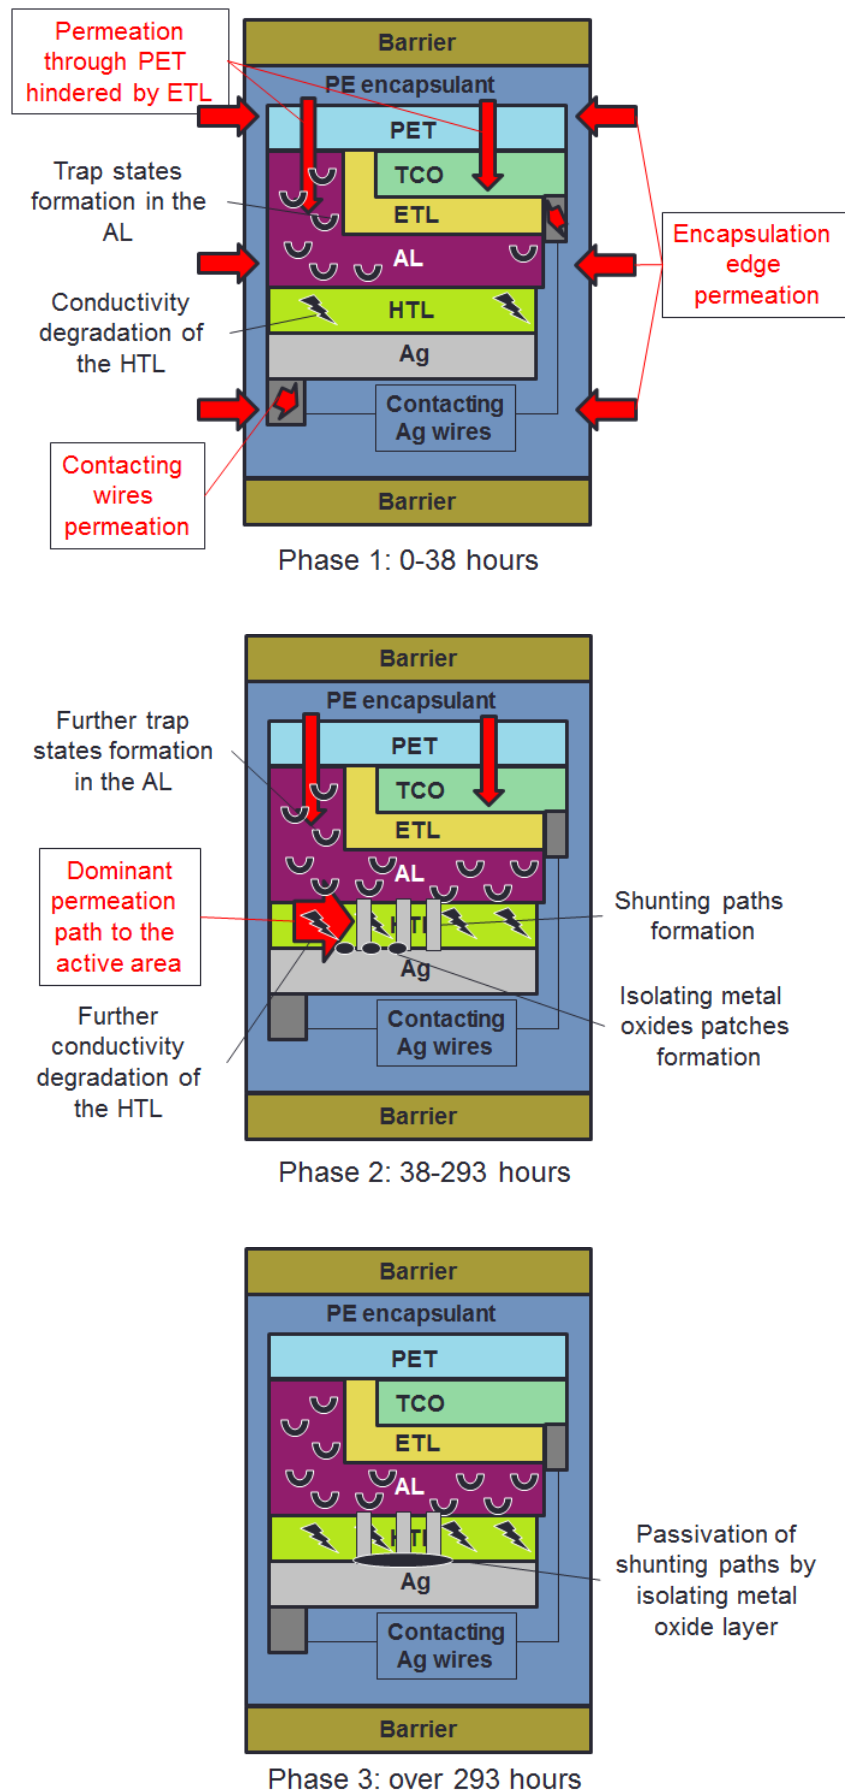 Permeation
through PET
hindered by ETL
Barrier
PE encapsulant
PET
TCO
ETL
AL
HTL
Ag
Contacting
Ag wires
Barrier
Trap states
formation in the
AL
Conductivity
degradation of
the HTL
Contacting
wires
permeation
Encapsulation
edge
permeation
Phase 1: 0-38 hours
Barrier
PE encapsulant
PET
TCO
ETL
AL
HTL
Ag
Contacting
Ag wires
Barrier
Further trap
states formation
in the AL
Dominant
permeation
path to the
active area
Further
conductivity
degradation of
the HTL
Shunting paths
formation
Isolating metal
oxides patches
formation
Phase 2: 38-293 hours
Barrier
PE encapsulant
PET
TCO
ETL
AL
HTL
Ag
Contacting
Ag wires
Barrier
Passivation of
shunting paths by
isolating metal
oxide layer
Phase 3: over 293 hours